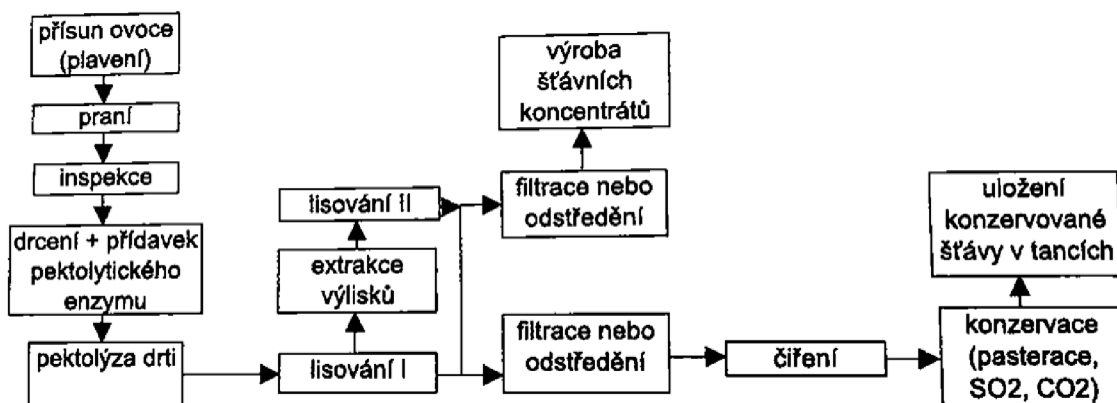 přísun ovoce
(plavení)
praní
inspekce
drcení + přídavek
pektolytického
enzymu
pektolýza drti
lisování I
extrakce
výlisků
lisování II
filtrace nebo
odstředění
výroba
šťávních
koncentrátů
filtrace nebo
odstředění
čiření
konzervace
(pasterace,
SO2, CO2)
uložení
konzervované
šťávy v tancích